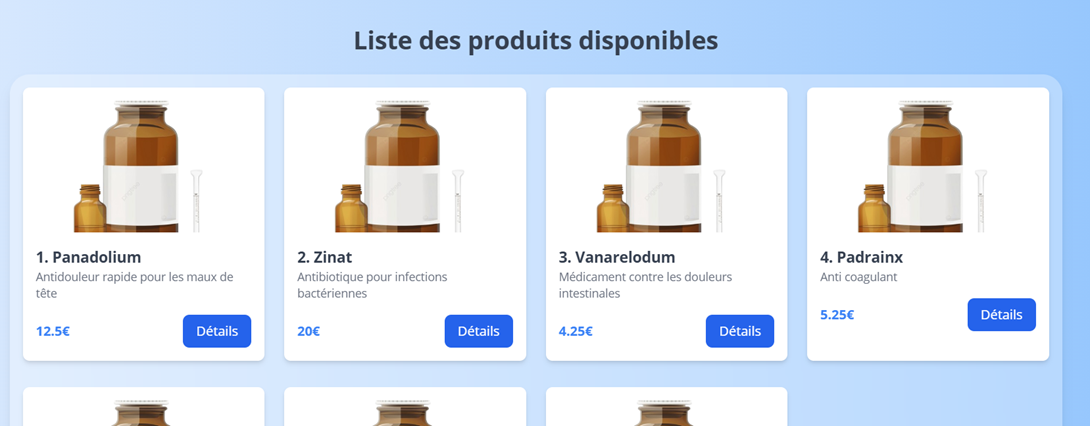 Liste des produits disponibles
1. Panadolium
Antidouleur rapide pour les maux de
tête
12.5€
Détails
2. Zinat
Antibiotique pour infections
bactériennes
20€
Détails
3. Vanarelodum
Médicament contre les douleurs
intestinales
4.25€
Détails
4. Padrainx
Anti coagulant
5.25€
Détails